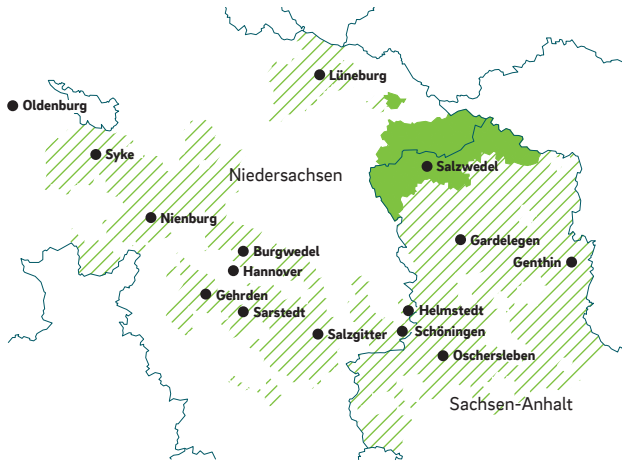 Lüneburg
Oldenburg
Syke
Salzwedel
Niedersachsen
Nienburg
Gardelegen
Burgwedel
Genthin
Hannover
Gehrden
Sarstedt
Helmstedt
Salzgitter
Schöningen
Oschersleben
Sachsen-Anhalt